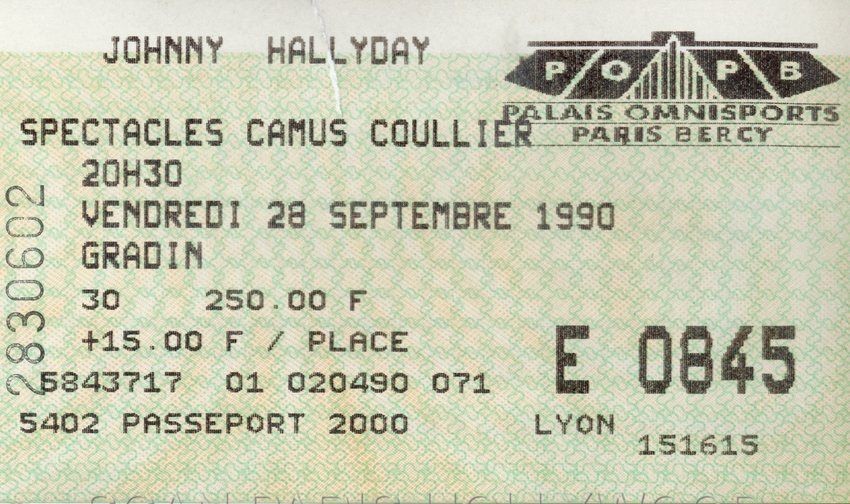 JOHNNY HALLYDAY
POPB
PALAIS OMNISPORTS
PARIS BERCY
SPECTACLES CAMUS COULLIER
20H30
VENDREDI 28 SEPTEMBRE 1990
GRADIN
30 250.00 F
+15.00 F / PLACE
E 0845
5843717 01 020490 071
5402 PASSEPORT 2000
LYON
151615
2830602